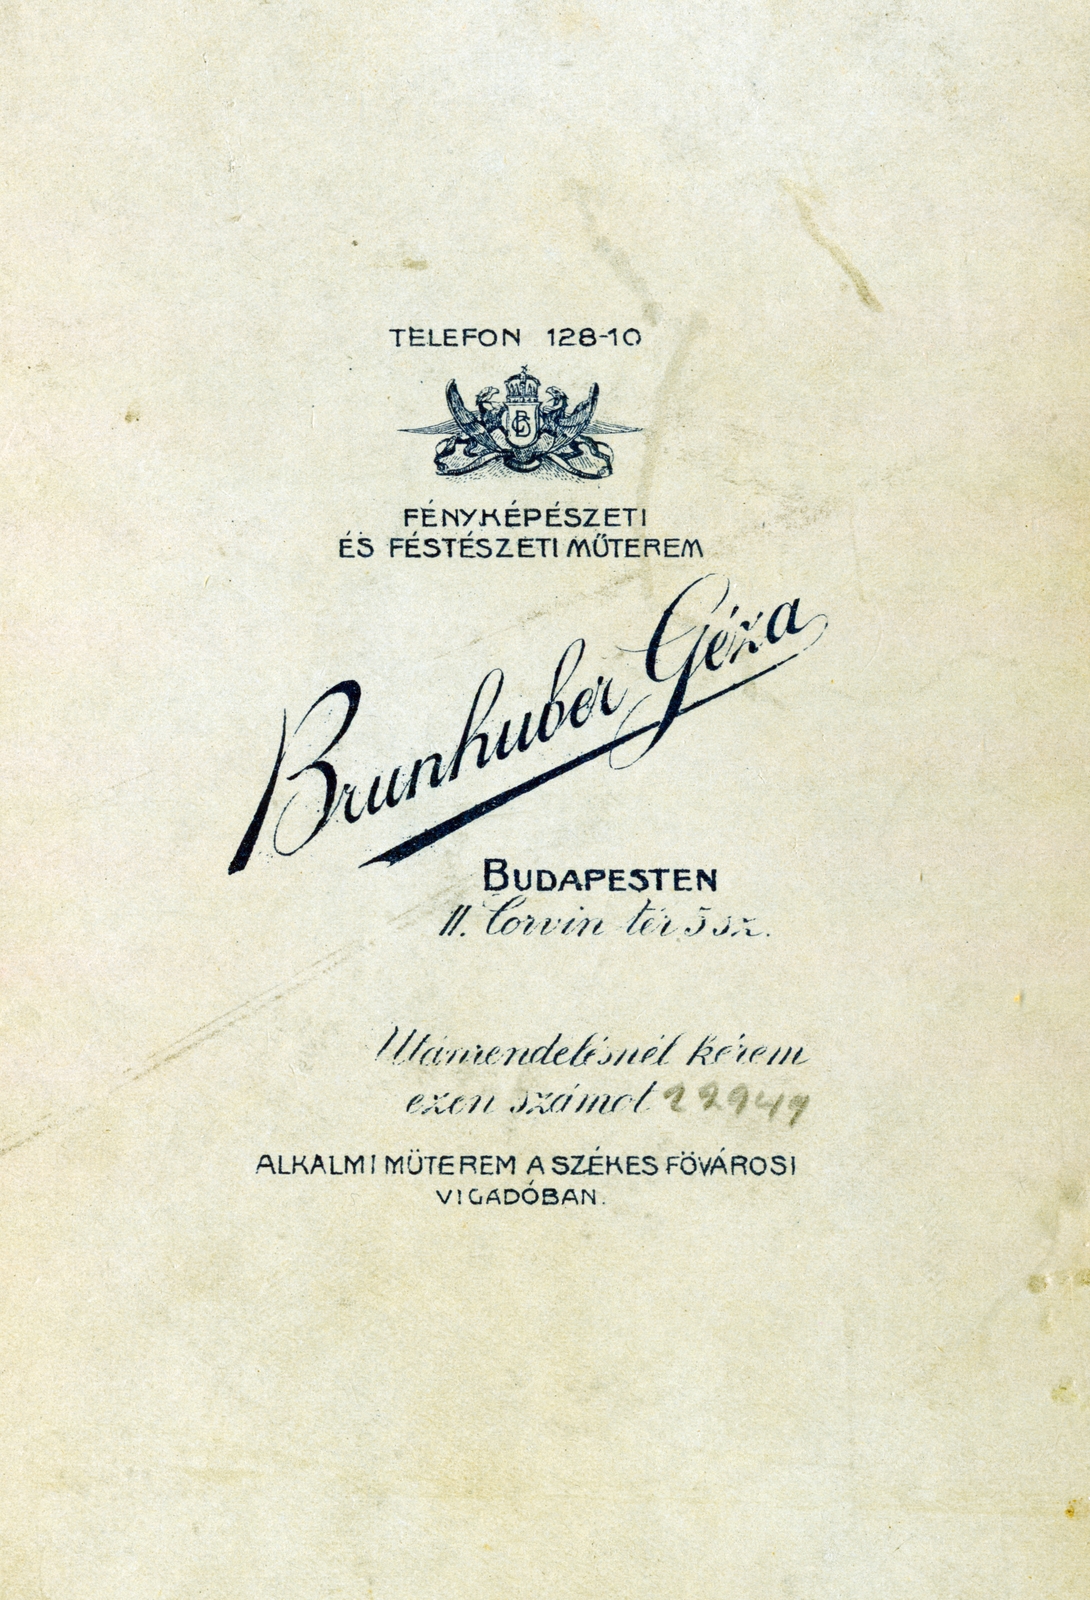 TELEFON 128-10
FÉNYKÉPÉSZETI
ÉS FÉSTÉSZETI MŰTEREM
Brunhuber Géza
BUDAPESTEN
II. Corvin tér 5 sz.
Utánrendelésnél kérem
ezen számot 22949
ALKALMI MŰTEREM A SZÉKES FŐVÁROSI
VIGADÓBAN.